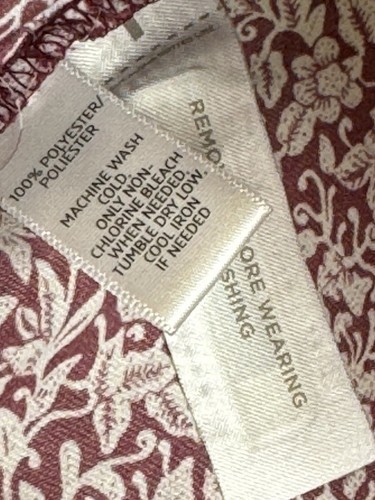 100% POLYESTER/
POLIESTER
MACHINE WASH
COLD.
ONLY NON-
CHLORINE BLEACH
WHEN NEEDED.
TUMBLE DRY LOW.
COOL IRON
IF NEEDED
REMO
ORE WEARING
SHING